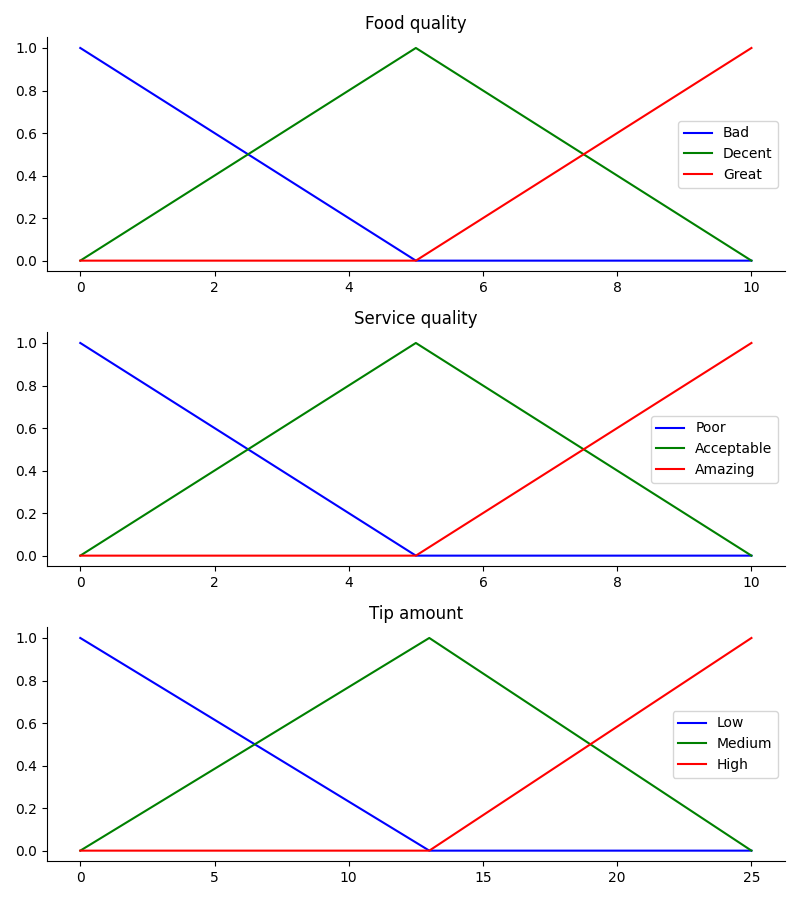 Food quality
1.0
0.8
0.6
0.4
0.2
0.0
Bad
Decent
Great
0 2 4 6 8 10
Service quality
1.0
0.8
0.6
0.4
0.2
0.0
Poor
Acceptable
Amazing
0 2 4 6 8 10
Tip amount
1.0
0.8
0.6
0.4
0.2
0.0
Low
Medium
High
0 5 10 15 20 25